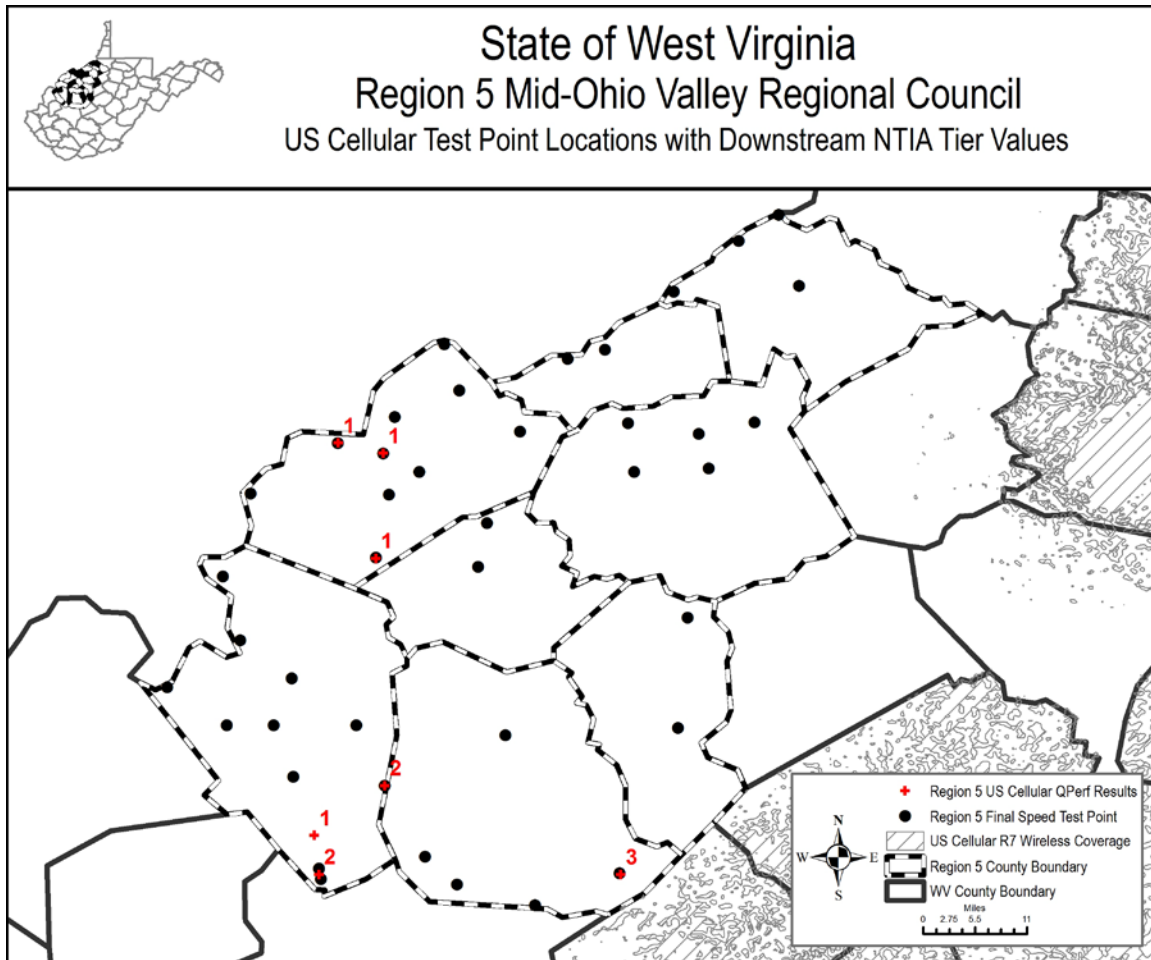 State of West Virginia
Region 5 Mid-Ohio Valley Regional Council
US Cellular Test Point Locations with Downstream NTIA Tier Values
1
1
1
2
1
2
3
Region 5 US Cellular QPerf Results
Region 5 Final Speed Test Point
US Cellular R7 Wireless Coverage
Region 5 County Boundary
WV County Boundary
N
W E
S
Miles
0 2.75 5.5 11